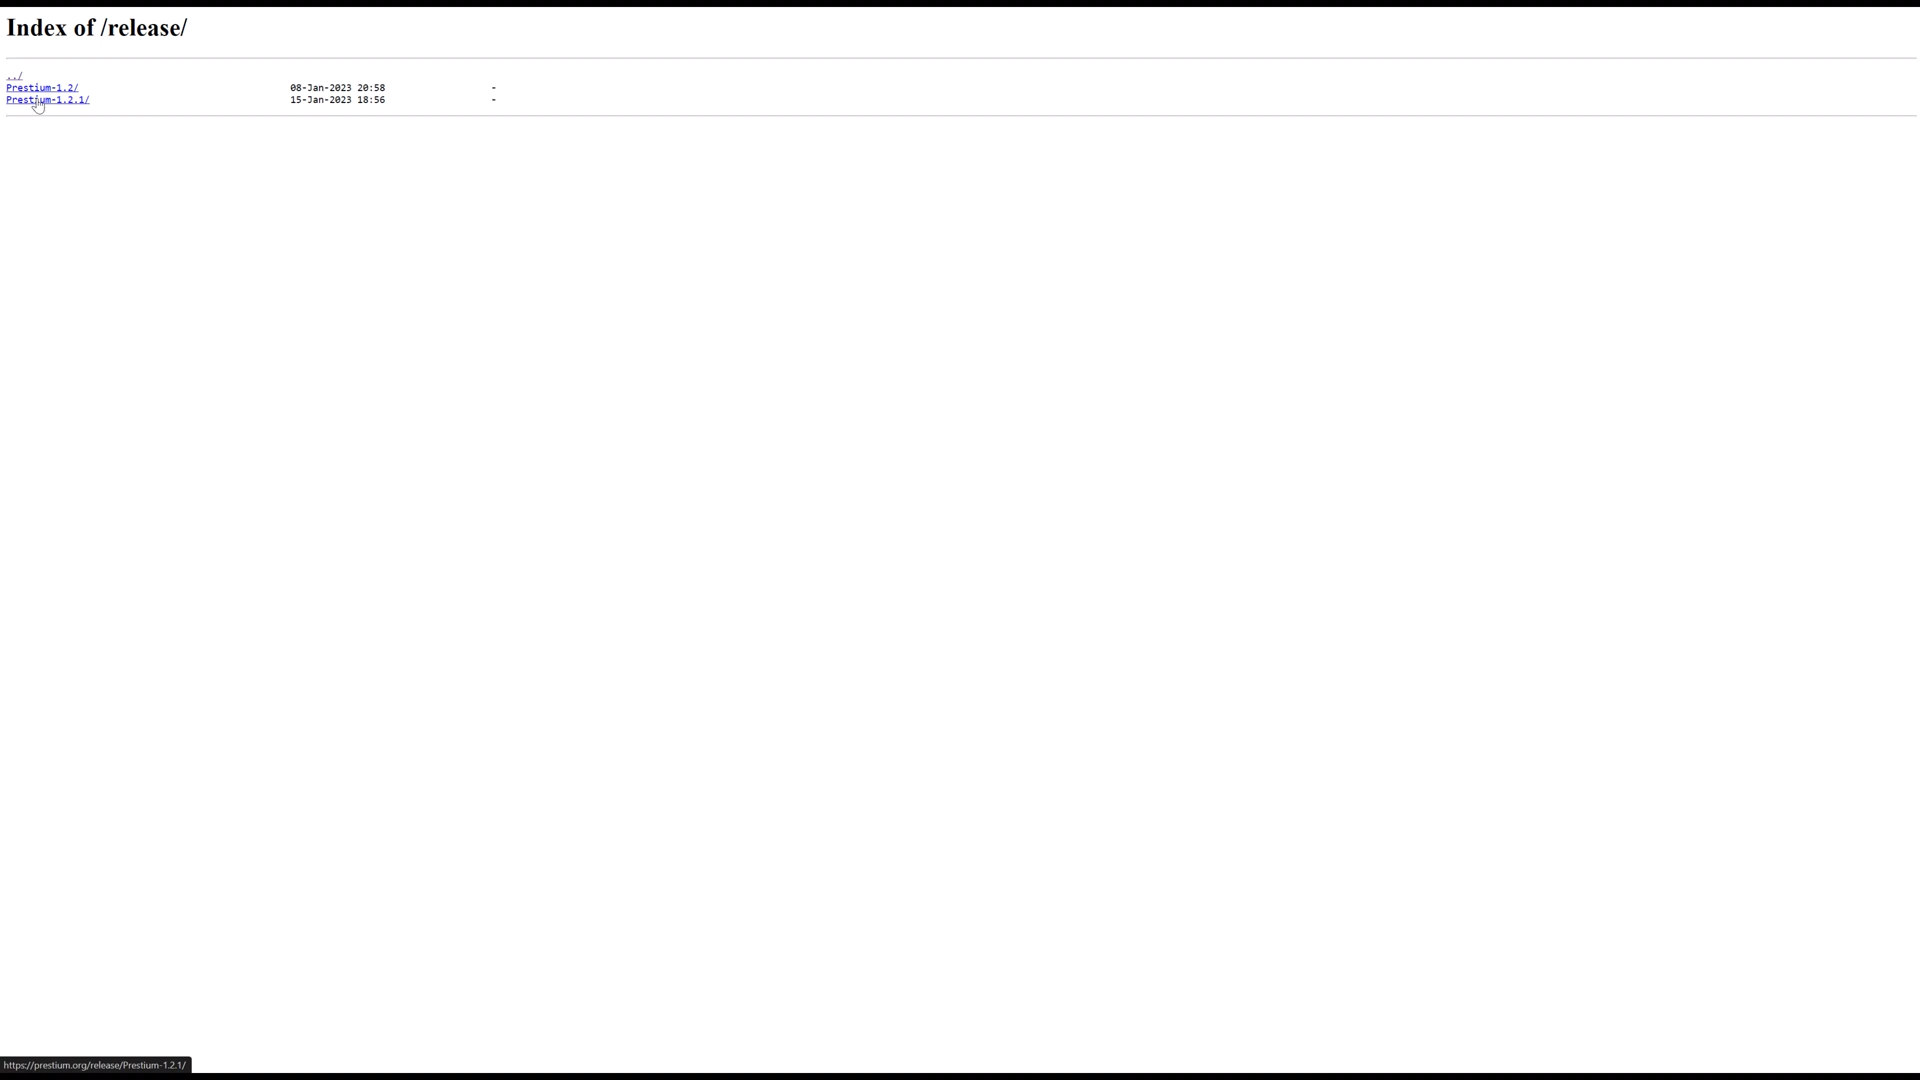 Index of /release/
../
Prestium-1.2/ 08-Jan-2023 20:58 -
Prestium-1.2.1/ 15-Jan-2023 18:56 -
https://prestium.org/release/Prestium-1.2.1/